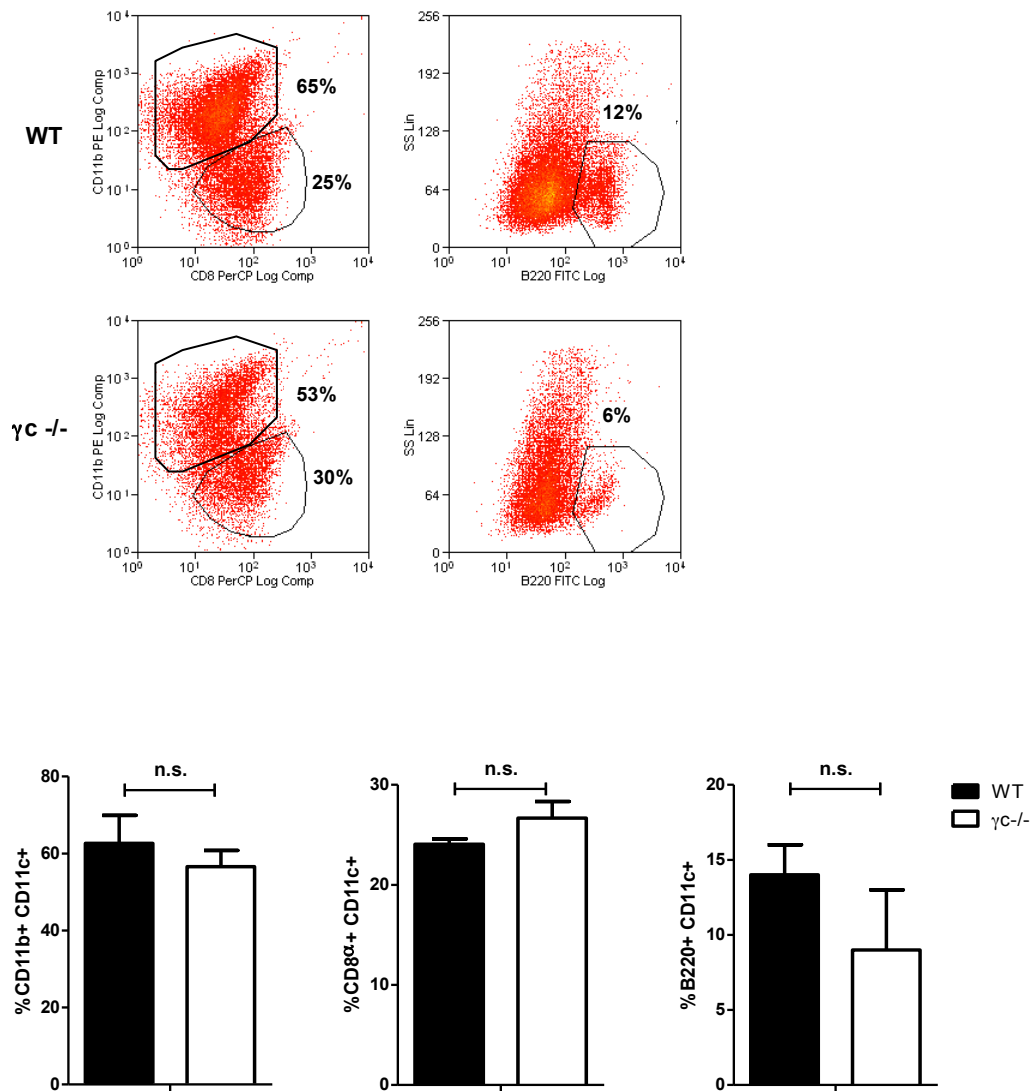 WT
CD11b PE Log Comp
10⁴
10³
10²
10¹
10⁰
65%
25%
10⁰ 10¹ 10² 10³ 10⁴
CD8 PerCP Log Comp
SS Lin
256
192
128
64
0
12%
10⁰ 10¹ 10² 10³ 10⁴
B220 FITC Log
γc -/-
CD11b PE Log Comp
10⁴
10³
10²
10¹
10⁰
53%
30%
10⁰ 10¹ 10² 10³ 10⁴
CD8 PerCP Log Comp
SS Lin
256
192
128
64
0
6%
10⁰ 10¹ 10² 10³ 10⁴
B220 FITC Log
%CD11b+ CD11c+
80
60
40
20
0
n.s.
%CD8α+ CD11c+
30
20
10
0
n.s.
%B220+ CD11c+
20
15
10
5
0
n.s.
WT
γc-/-